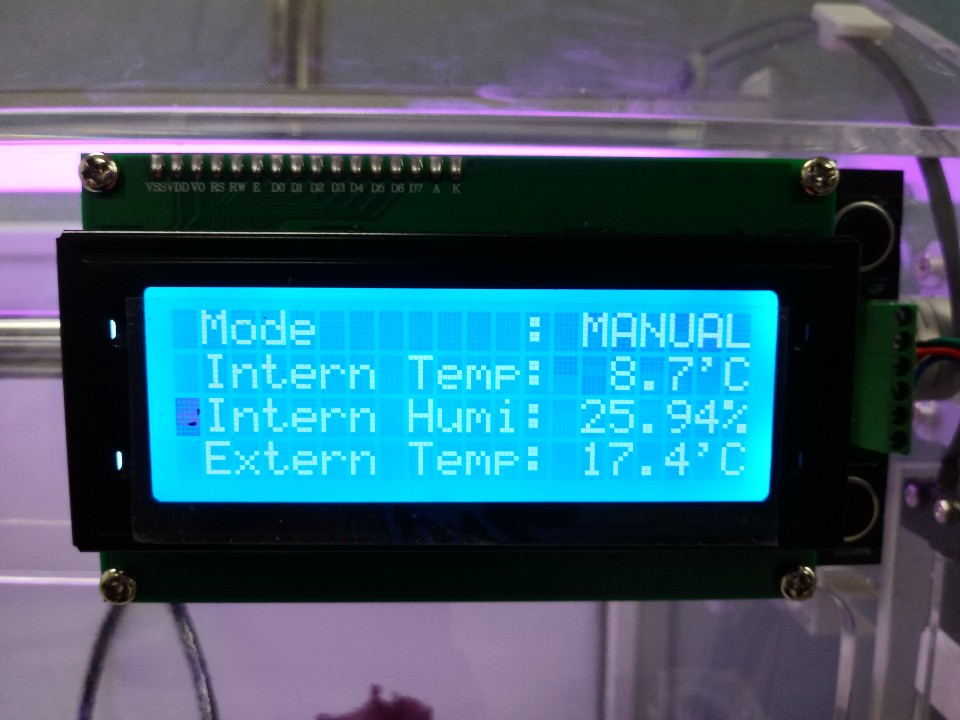 VSS VDD V0 RS RW E D0 D1 D2 D3 D4 D5 D6 D7 A K
Mode : MANUAL
Intern Temp: 8.7'C
Intern Humi: 25.94%
Extern Temp: 17.4'C